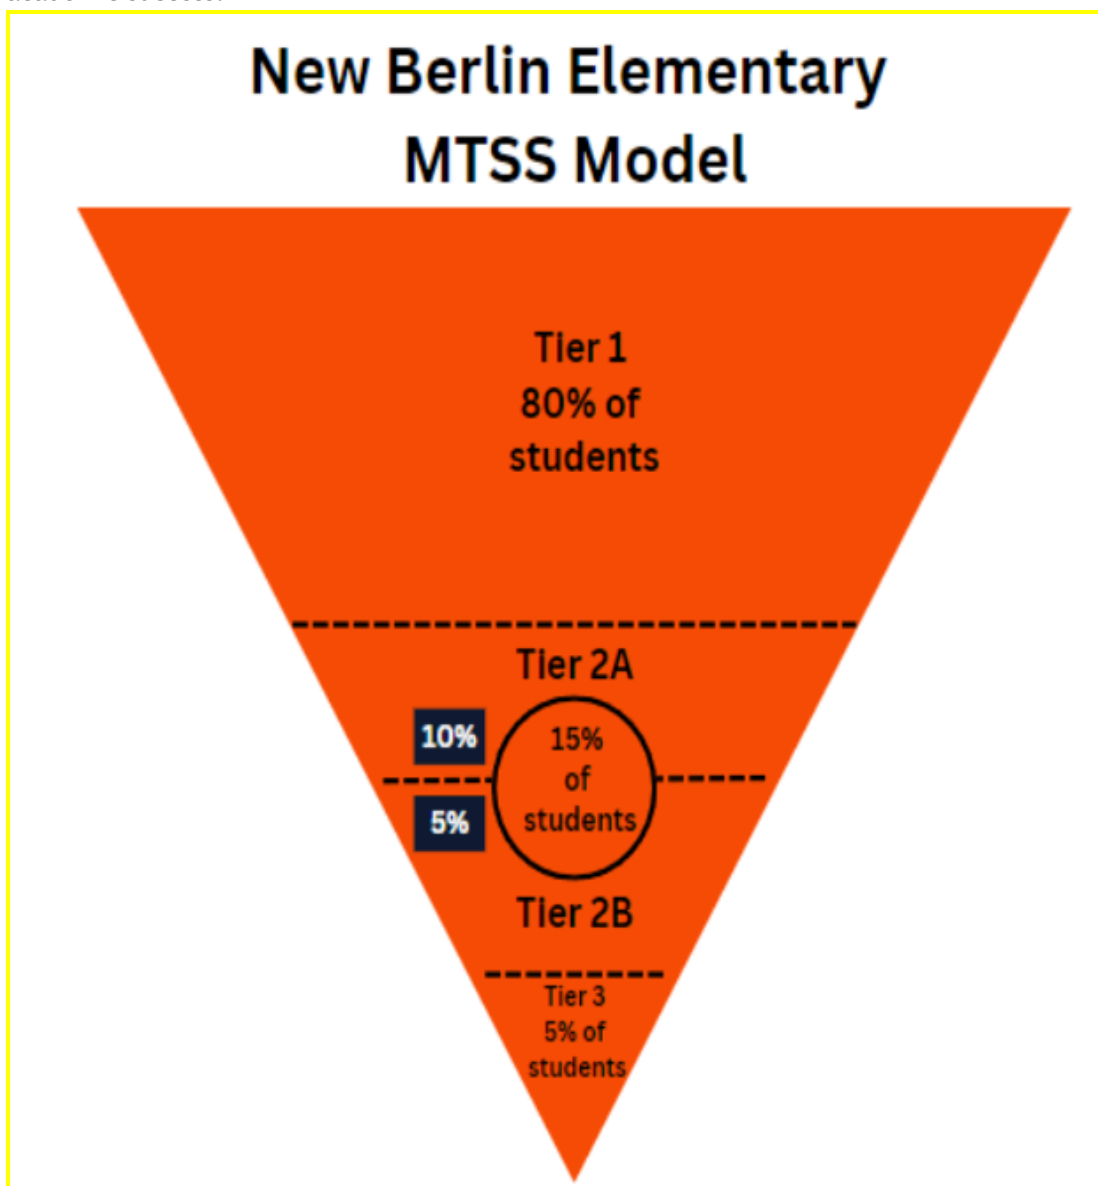 New Berlin Elementary
MTSS Model
Tier 1
80% of
students
Tier 2A
10%
15%
of
students
5%
Tier 2B
Tier 3
5% of
students